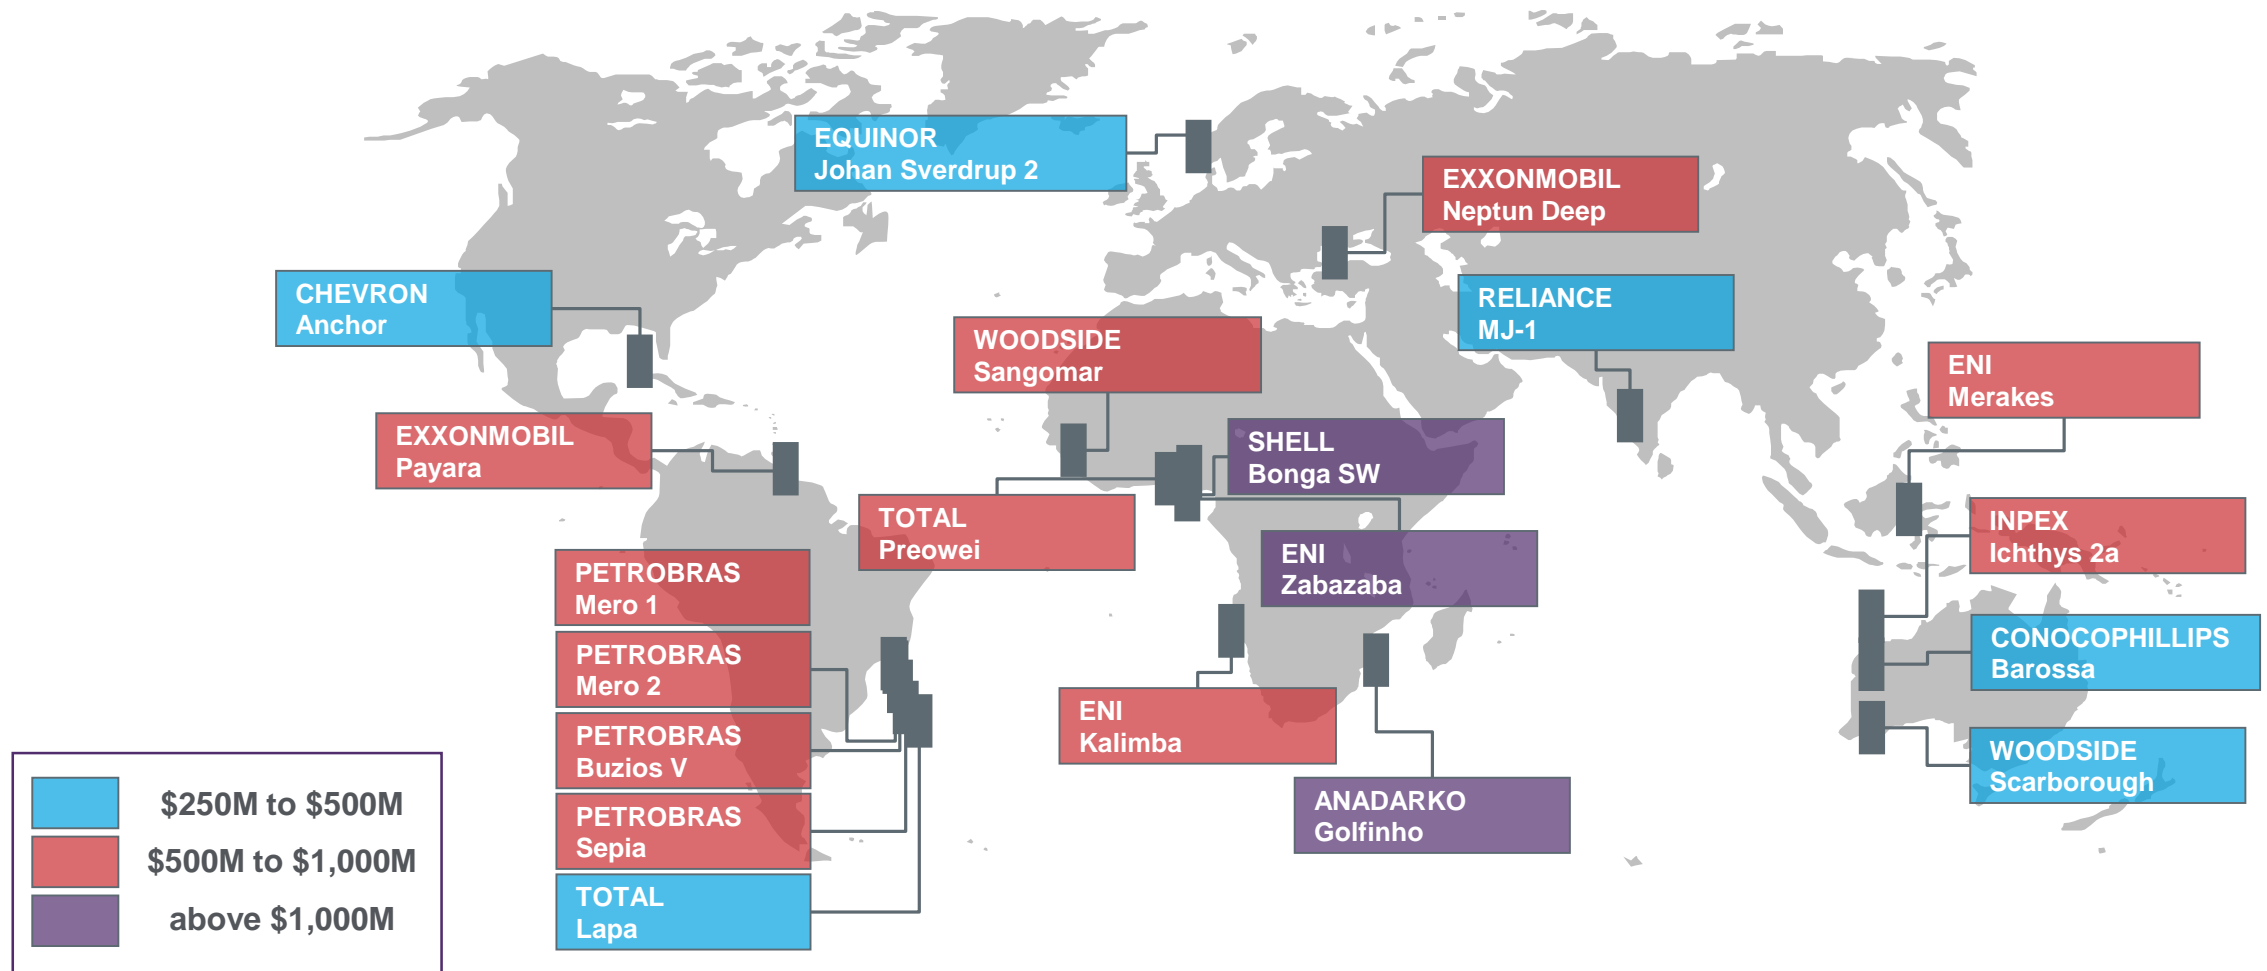 EQUINOR
Johan Sverdrup 2
EXXONMOBIL
Neptun Deep
CHEVRON
Anchor
RELIANCE
MJ-1
WOODSIDE
Sangomar
ENI
Merakes
EXXONMOBIL
Payara
SHELL
Bonga SW
TOTAL
Preowei
INPEX
Ichthys 2a
ENI
Zabazaba
PETROBRAS
Mero 1
CONOCOPHILLIPS
Barossa
PETROBRAS
Mero 2
ENI
Kalimba
PETROBRAS
Buzios V
WOODSIDE
Scarborough
ANADARKO
Golfinho
PETROBRAS
Sepia
TOTAL
Lapa
$250M to $500M
$500M to $1,000M
above $1,000M